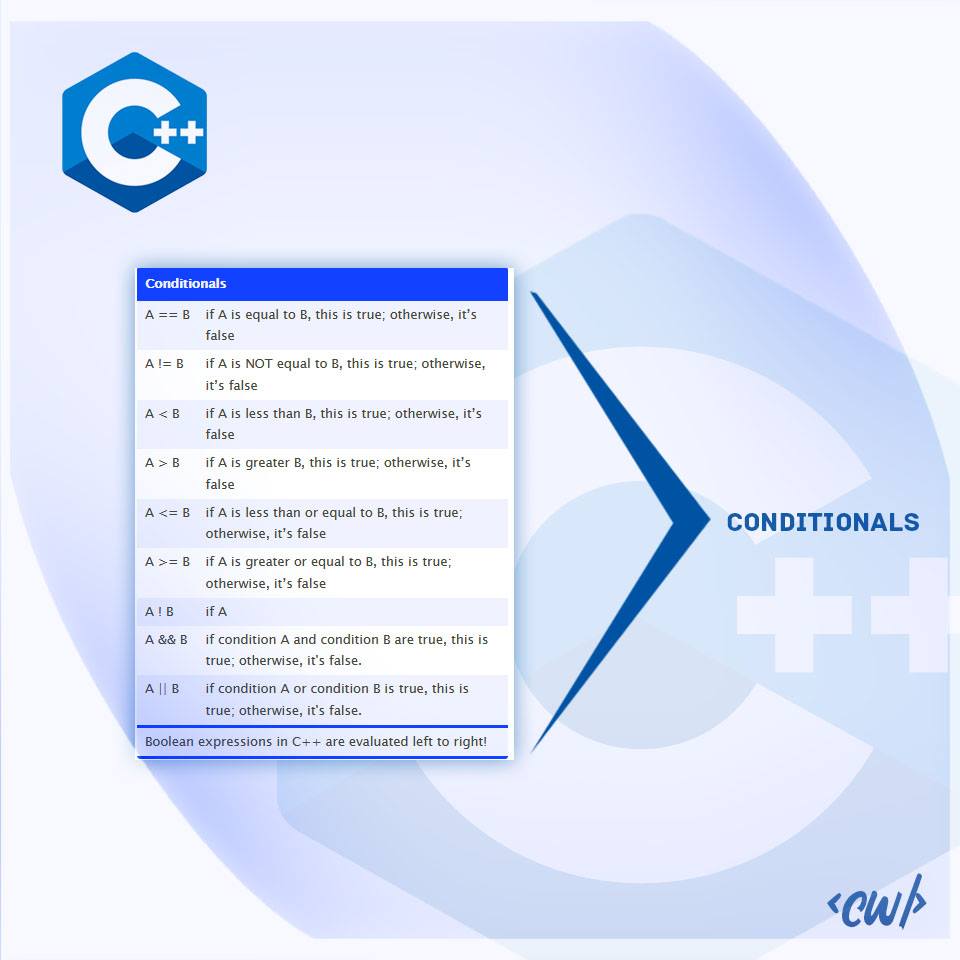 C++
Conditionals
A == B if A is equal to B, this is true; otherwise, it’s
false
A != B if A is NOT equal to B, this is true; otherwise,
it’s false
A < B if A is less than B, this is true; otherwise, it’s
false
A > B if A is greater B, this is true; otherwise, it’s
false
A <= B if A is less than or equal to B, this is true;
otherwise, it’s false
A >= B if A is greater or equal to B, this is true;
otherwise, it’s false
A ! B if A
A && B if condition A and condition B are true, this is
true; otherwise, it’s false.
A || B if condition A or condition B is true, this is
true; otherwise, it’s false.
Boolean expressions in C++ are evaluated left to right!
CONDITIONALS
C++
<CW/>